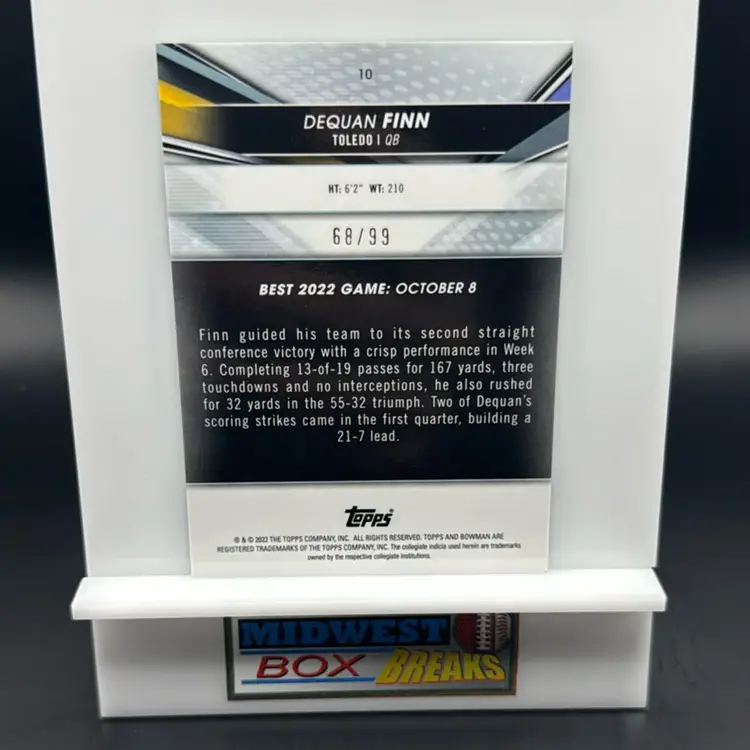 10
DEQUAN FINN
TOLEDO | QB
HT: 6'2" WT: 210
68/99
BEST 2022 GAME: OCTOBER 8
Finn guided his team to its second straight
conference victory with a crisp performance in Week
6. Completing 13-of-19 passes for 167 yards, three
touchdowns and no interceptions, he also rushed
for 32 yards in the 55-32 triumph. Two of Dequan's
scoring strikes came in the first quarter, building a
21-7 lead.
Topps
® & © 2022 THE TOPPS COMPANY, INC. ALL RIGHTS RESERVED. TOPPS AND BOWMAN ARE
REGISTERED TRADEMARKS OF THE TOPPS COMPANY, INC. The collegiate indicia used herein are trademarks
owned by the respective collegiate institutions.
MIDWEST
BOX BREAKS